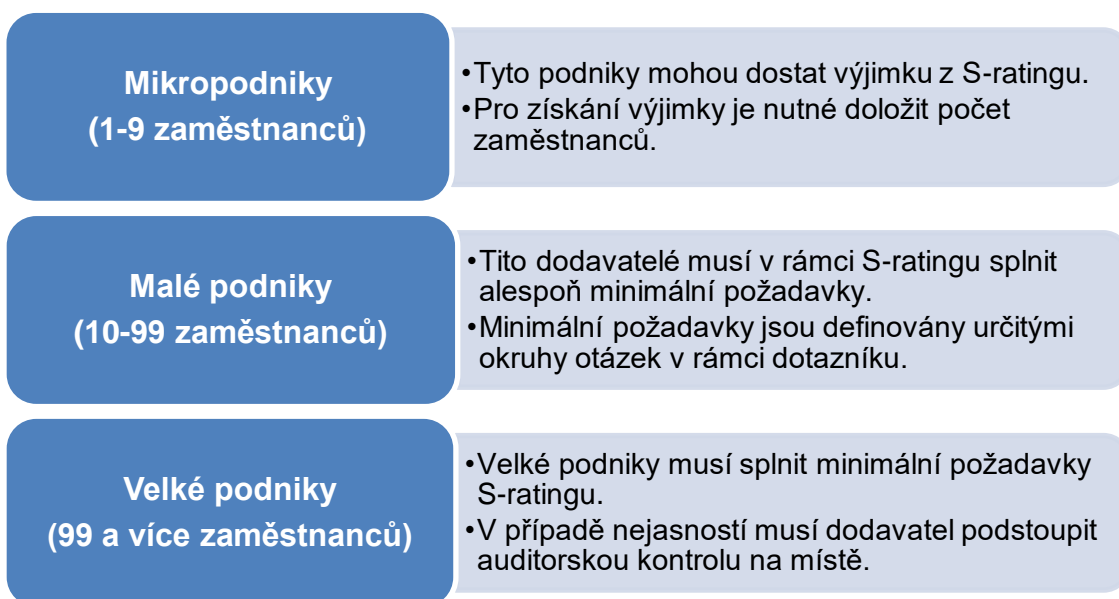 Mikropodniky
(1-9 zaměstnanců)
•Tyto podniky mohou dostat výjimku z S-ratingu.
•Pro získání výjimky je nutné doložit počet
zaměstnanců.
Malé podniky
(10-99 zaměstnanců)
•Tito dodavatelé musí v rámci S-ratingu splnit
alespoň minimální požadavky.
•Minimální požadavky jsou definovány určitými
okruhy otázek v rámci dotazníku.
Velké podniky
(99 a více zaměstnanců)
•Velké podniky musí splnit minimální požadavky
S-ratingu.
•V případě nejasností musí dodavatel podstoupit
auditorskou kontrolu na místě.